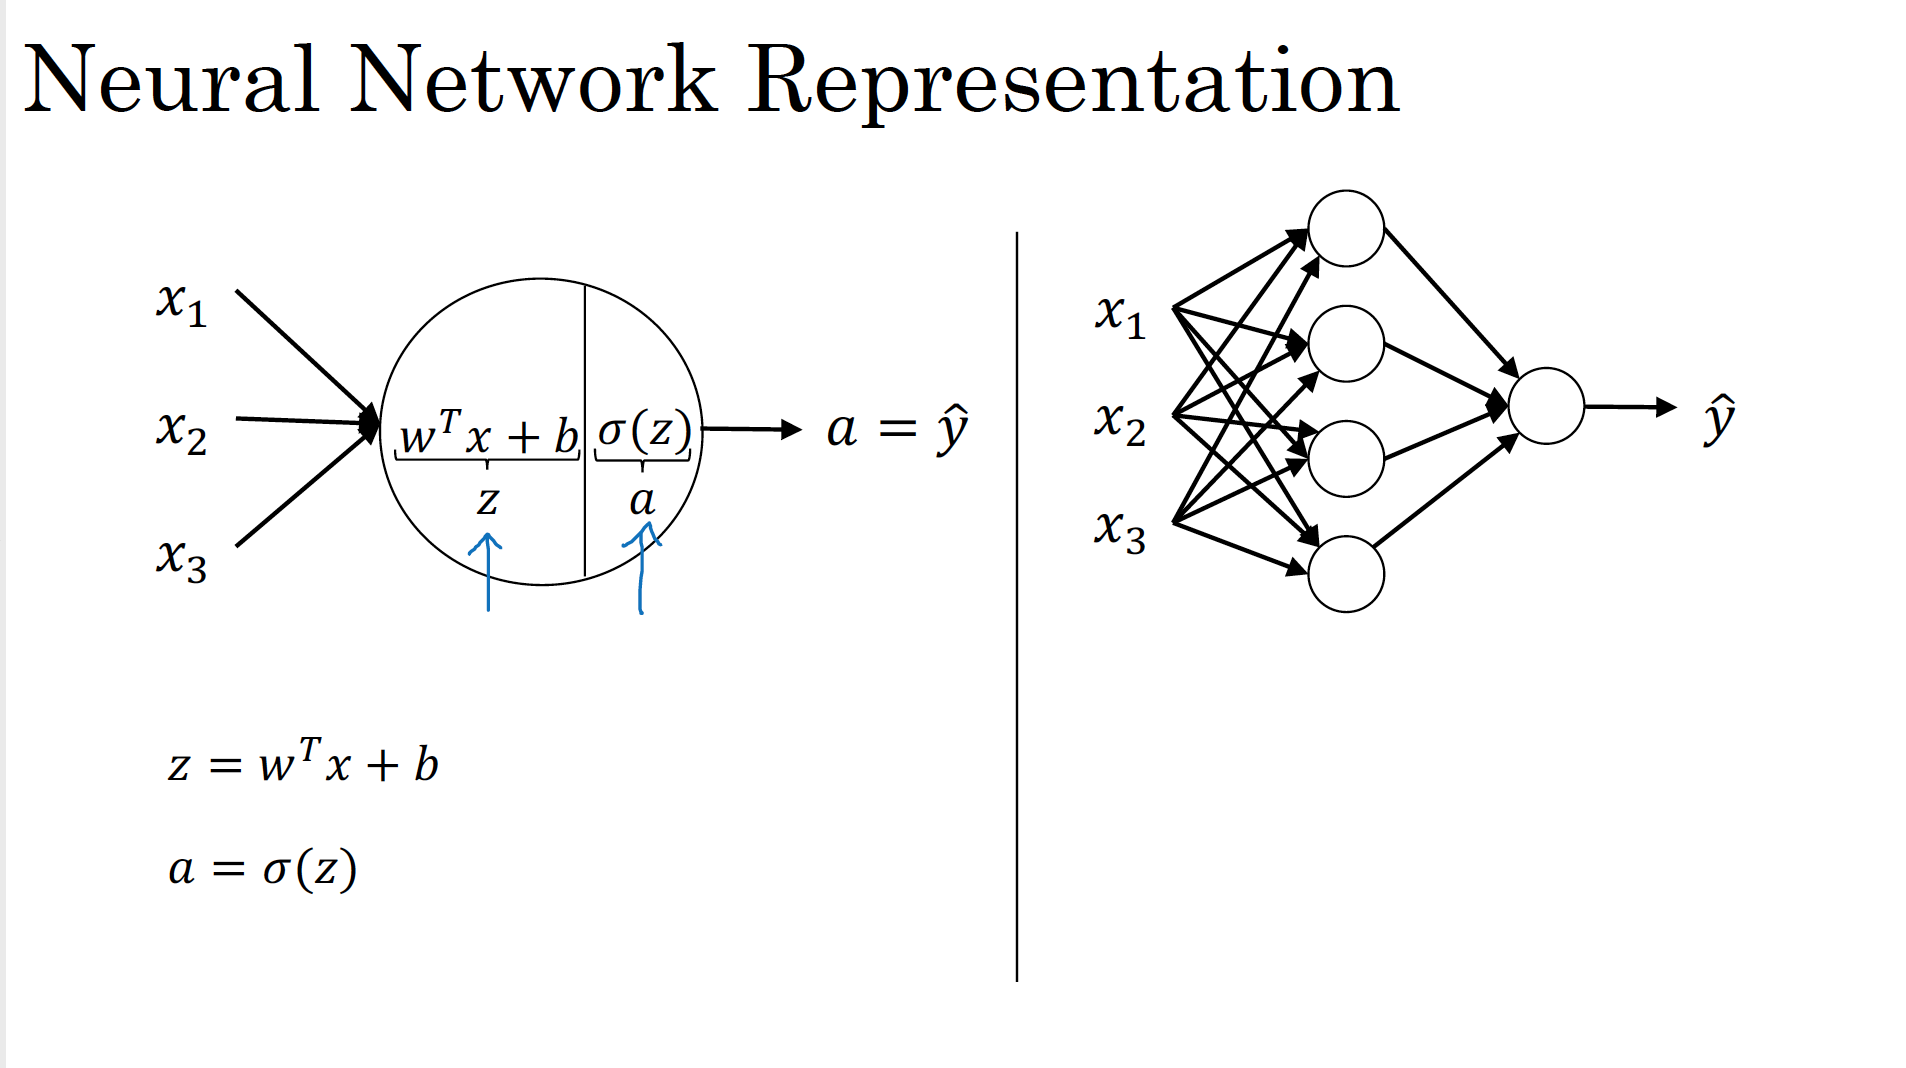 Neural Network Representation
x₁
x₂
x₃
wᵀx + b
z
σ(z)
a
a = ŷ
z = wᵀx + b
a = σ(z)
x₁
x₂
x₃
ŷ